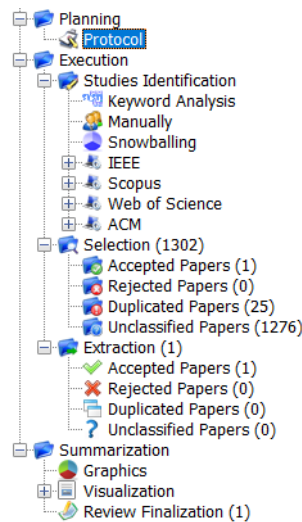 Planning
Protocol
Execution
Studies Identification
Keyword Analysis
Manually
Snowballing
IEEE
Scopus
Web of Science
ACM
Selection (1302)
Accepted Papers (1)
Rejected Papers (0)
Duplicated Papers (25)
Unclassified Papers (1276)
Extraction (1)
Accepted Papers (1)
Rejected Papers (0)
Duplicated Papers (0)
Unclassified Papers (0)
Summarization
Graphics
Visualization
Review Finalization (1)